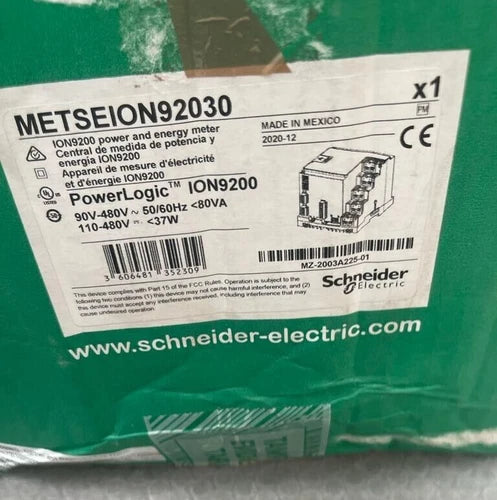 METSEION92030
x1
PM
ION9200 power and energy meter
Central de medida de potencia y
energía ION9200
Appareil de mesure d'électricité
et d'énergie ION9200
MADE IN MEXICO
2020-12
CE
UL
LISTED
PowerLogic™ ION9200
90V-480V ~ 50/60Hz <80VA
110-480V ⎓ <37W
3 606481 352309
MZ-2003A225-01
This device complies with Part 15 of the FCC Rules. Operation is subject to the
following two conditions (1) this device may not cause harmful interference, and (2)
this device must accept any interference received, including interference that may
cause undesired operation.
Schneider
Electric
www.schneider-electric.com